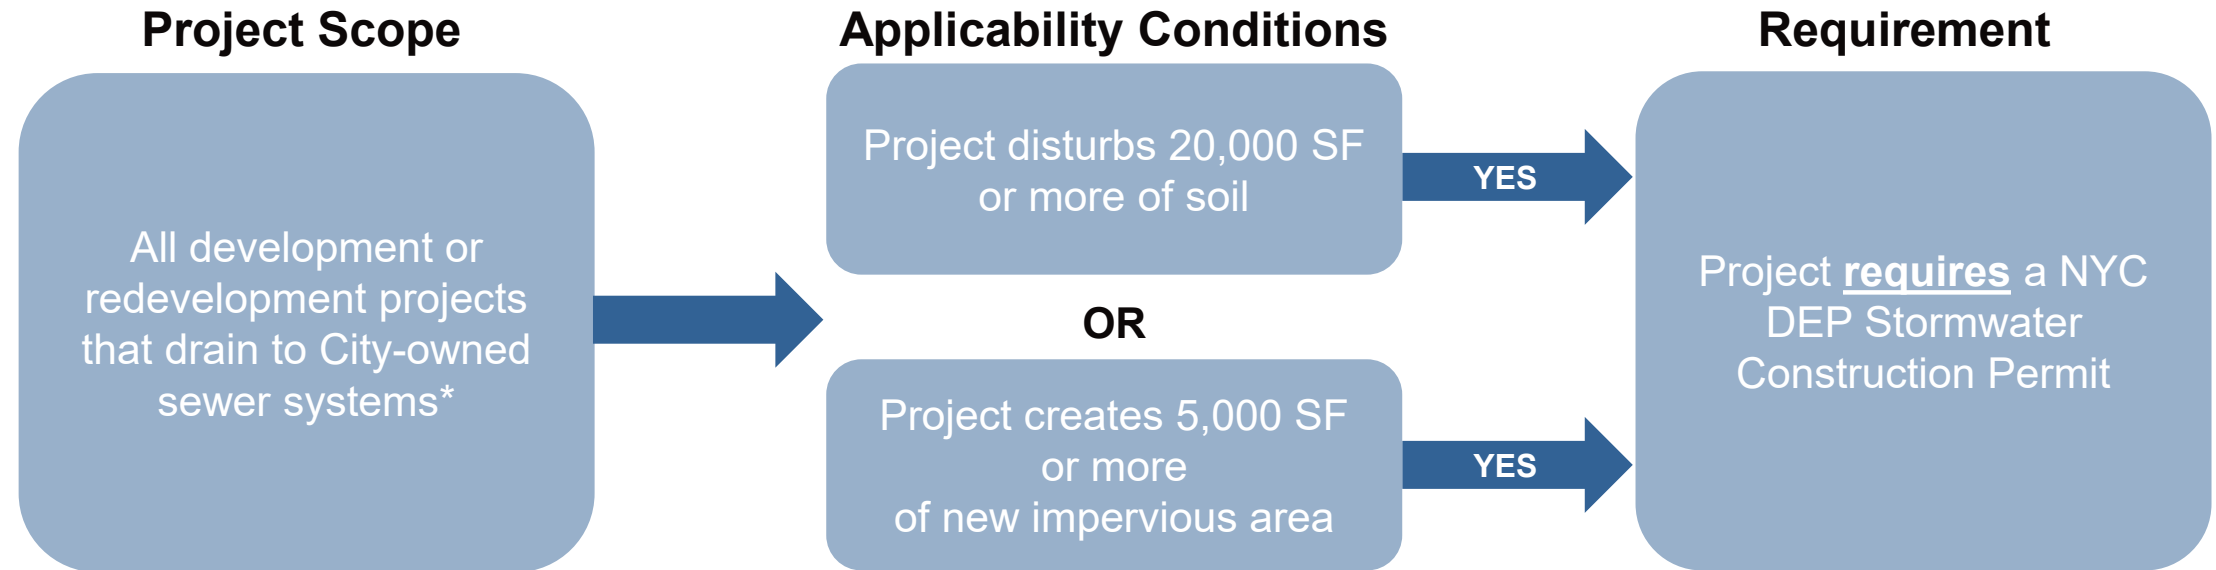 Project Scope
All development or
redevelopment projects
that drain to City-owned
sewer systems*
Applicability Conditions
Project disturbs 20,000 SF
or more of soil
OR
Project creates 5,000 SF
or more
of new impervious area
YES
YES
Requirement
Project requires a NYC
DEP Stormwater
Construction Permit